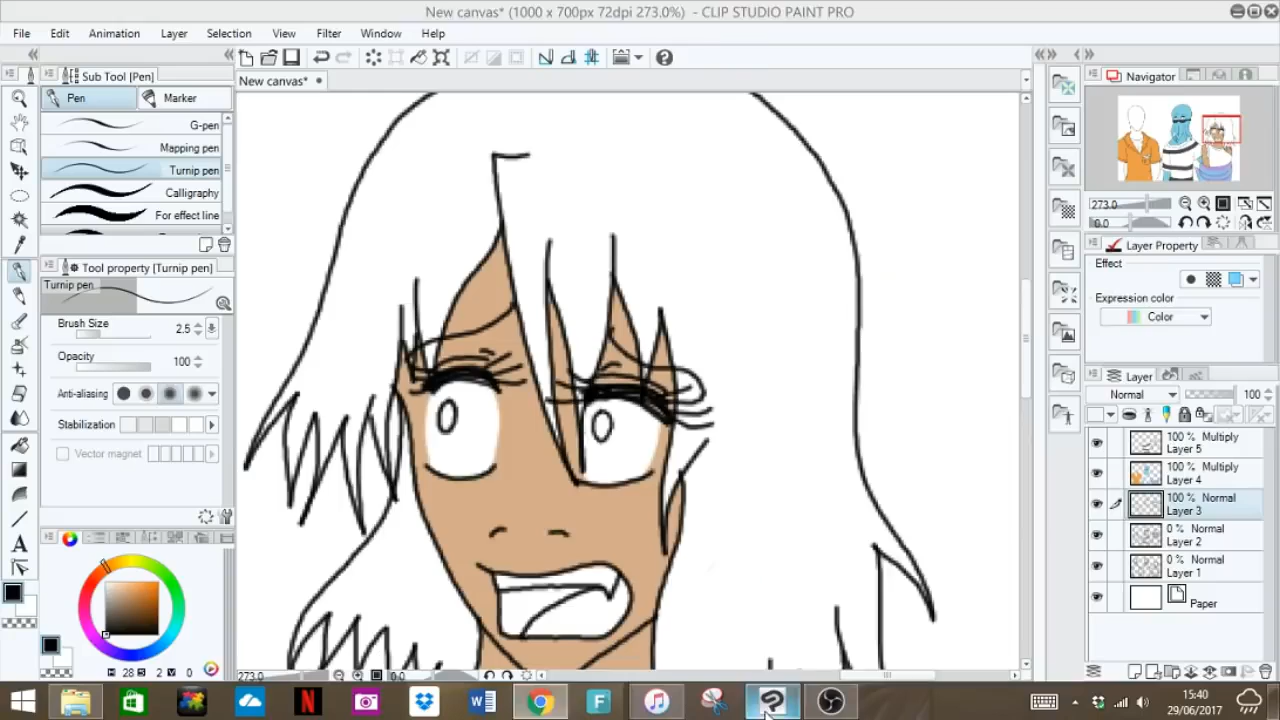 New canvas* (1000 x 700px 72dpi 273.0%) - CLIP STUDIO PAINT PRO
File Edit Animation Layer Selection View Filter Window Help
Sub Tool [Pen]
New canvas*
Navigator
Pen Marker
G-pen
Mapping pen
Turnip pen
Calligraphy
For effect line
273.0
0.0
Layer Property
Tool property [Turnip pen]
Effect
Turnip pen
Expression color
Color
Brush Size 2.5
Opacity 100
Anti-aliasing
Layer
Normal 100
Stabilization
Vector magnet
100 % Multiply
Layer 5
100 % Multiply
Layer 4
100 % Normal
Layer 3
0 % Normal
Layer 2
0 % Normal
Layer 1
Paper
H 28 S 2 V 0
273.0 0.0
15:40
29/06/2017